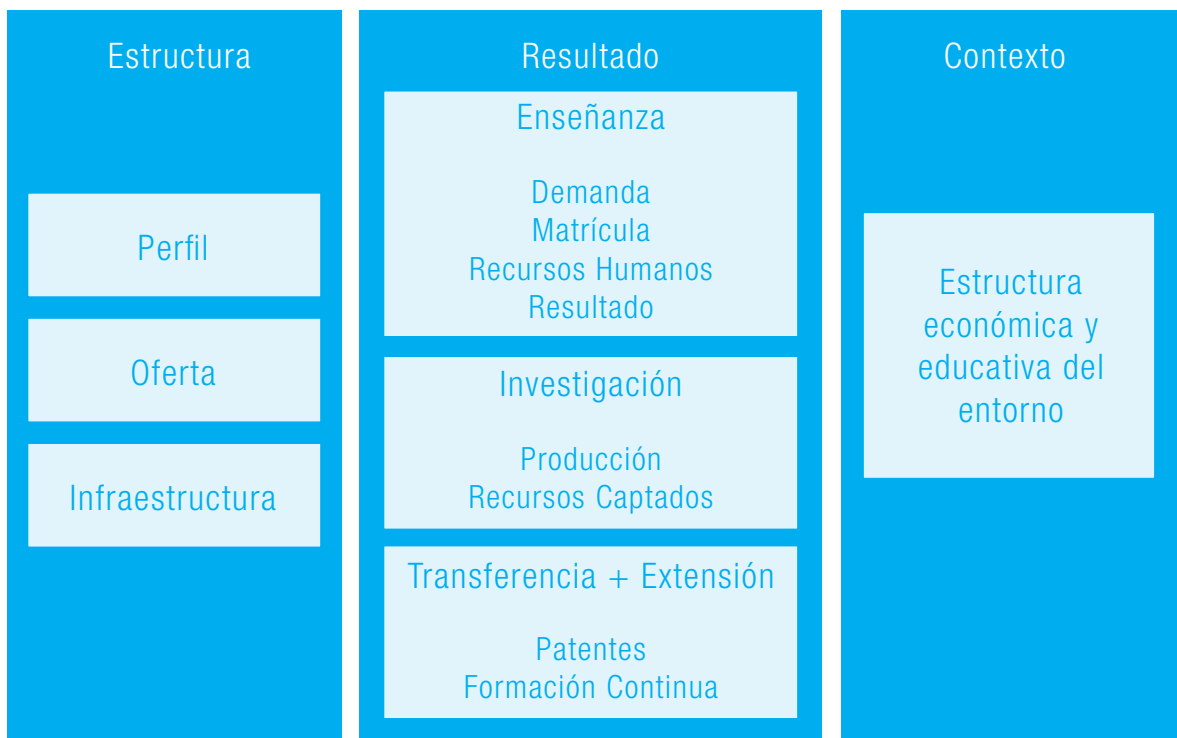 Estructura
Perfil
Oferta
Infraestructura
Resultado
Enseñanza
Demanda
Matrícula
Recursos Humanos
Resultado
Investigación
Producción
Recursos Captados
Transferencia + Extensión
Patentes
Formación Continua
Contexto
Estructura
económica y
educativa del
entorno